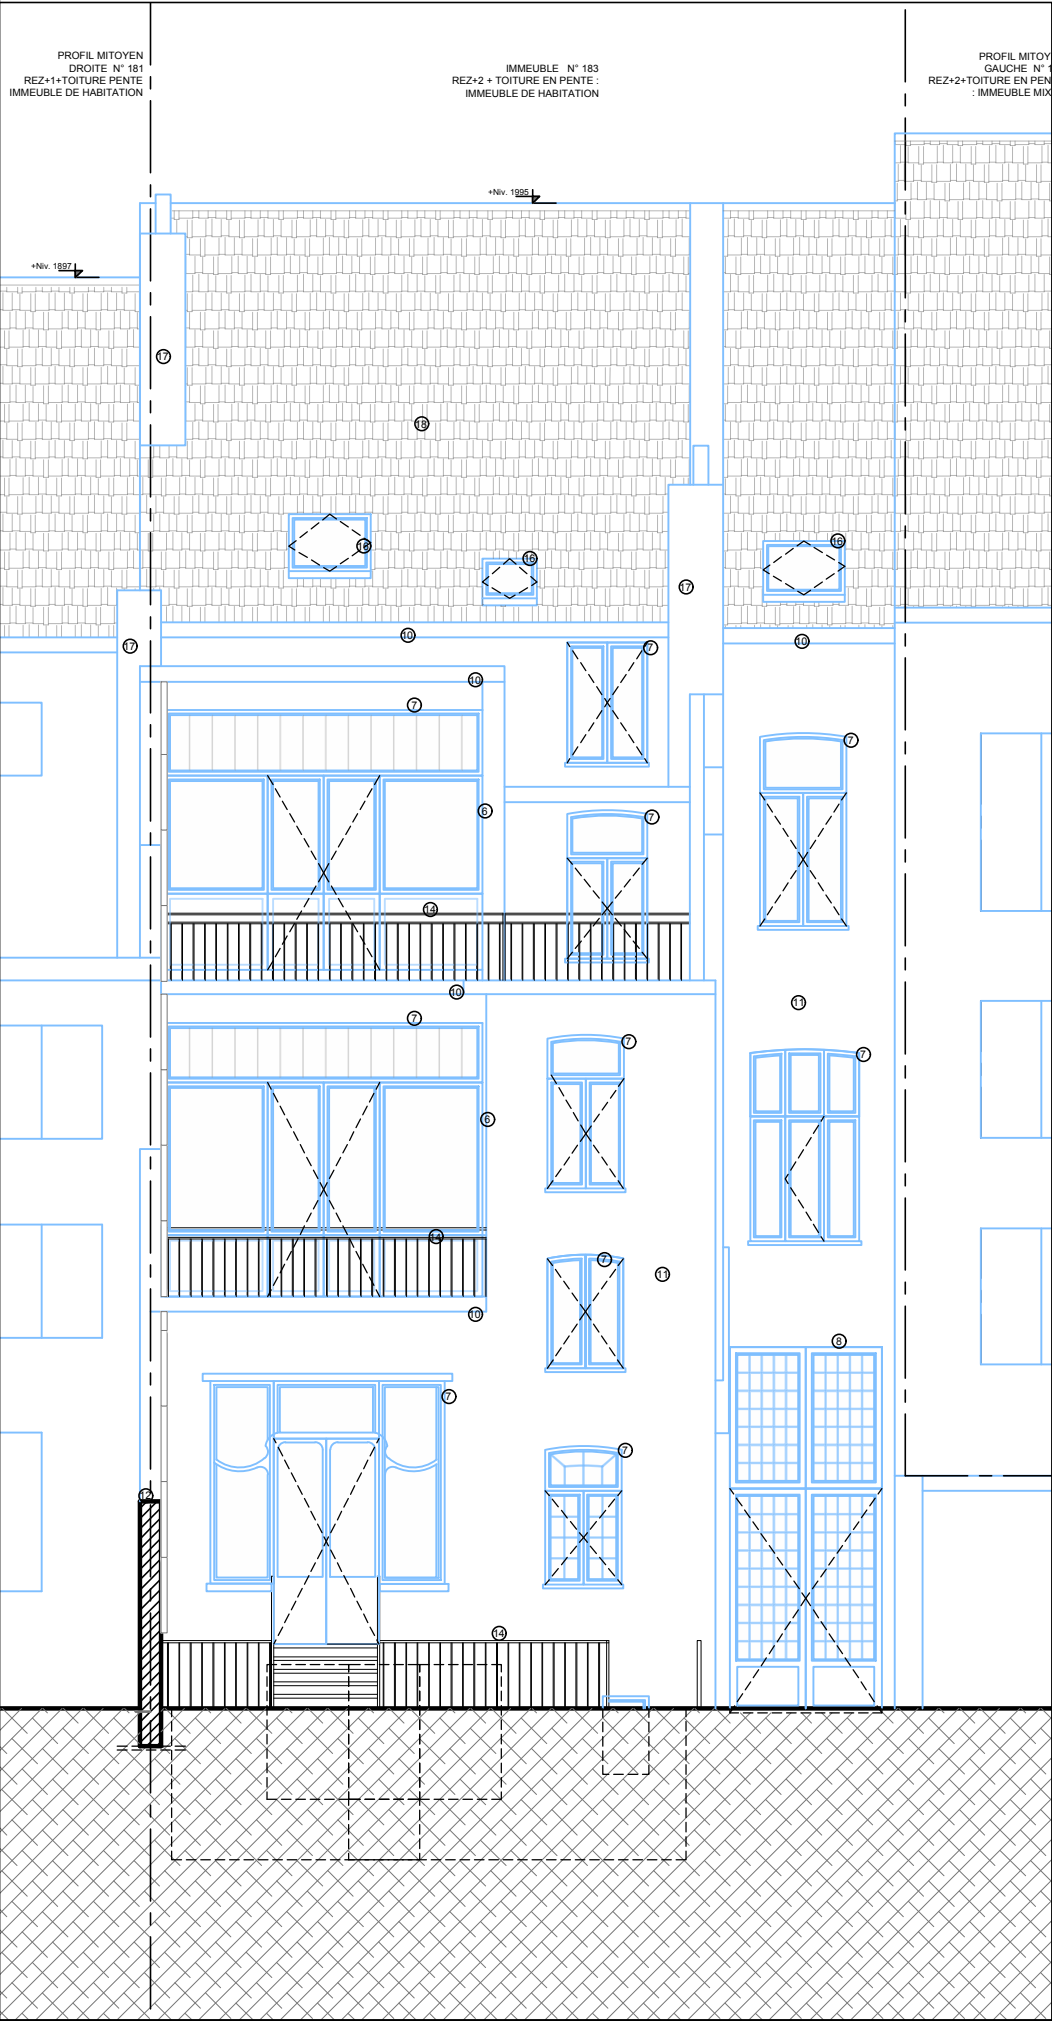 PROFIL MITOYEN
DROITE N° 181
REZ+1+TOITURE PENTE
IMMEUBLE DE HABITATION
IMMEUBLE N° 183
REZ+2 + TOITURE EN PENTE :
IMMEUBLE DE HABITATION
PROFIL MITOY
GAUCHE N° 1
REZ+2+TOITURE EN PEN
: IMMEUBLE MIX
+Niv. 1995
+Niv. 1897
17
18
16
16
16
17
17
10
10
7
10
7
7
6
7
14
10
11
7
7
7
6
14
7
11
10
8
7
7
12
14